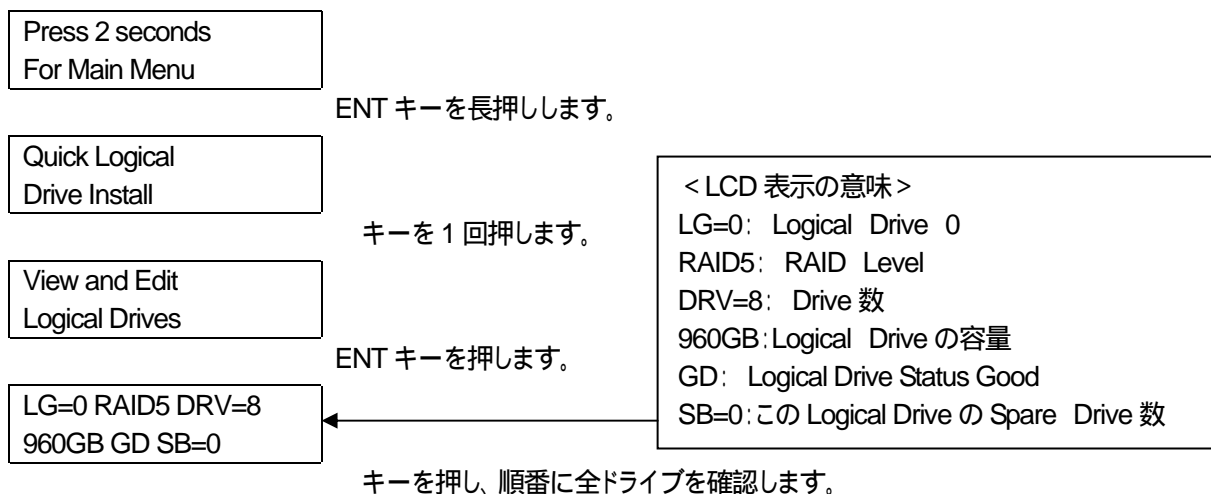 Press 2 seconds
For Main Menu
ENT キーを長押しします。
Quick Logical
Drive Install
キーを 1 回押します。
View and Edit
Logical Drives
ENT キーを押します。
LG=0 RAID5 DRV=8
960GB GD SB=0
キーを押し、順番に全ドライブを確認します。
<LCD 表示の意味>
LG=0: Logical Drive 0
RAID5: RAID Level
DRV=8: Drive 数
960GB:Logical Drive の容量
GD: Logical Drive Status Good
SB=0:この Logical Drive の Spare Drive 数